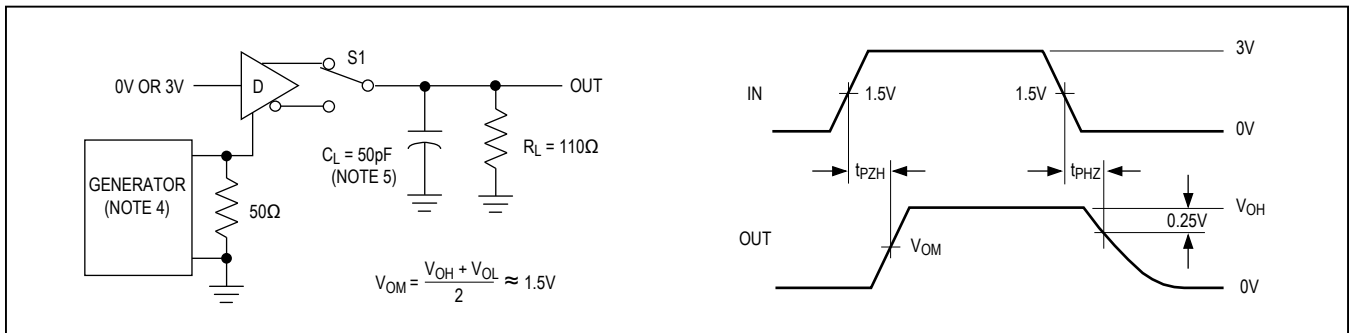 S1
0V OR 3V
D
OUT
C_L = 50pF
(NOTE 5)
R_L = 110Ω
GENERATOR
(NOTE 4)
50Ω
V_OM = (V_OH + V_OL) / 2 ≈ 1.5V
3V
IN
1.5V
1.5V
0V
t_PZH
t_PHZ
V_OH
0.25V
OUT
V_OM
0V